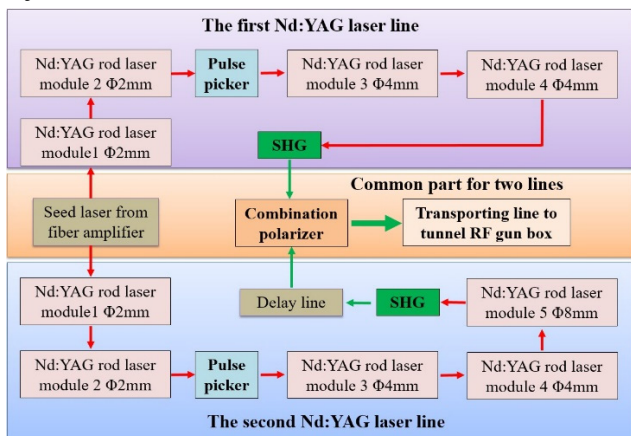 The first Nd:YAG laser line
Nd:YAG rod laser
module 2 Φ2mm
Pulse
picker
Nd:YAG rod laser
module 3 Φ4mm
Nd:YAG rod laser
module 4 Φ4mm
Nd:YAG rod laser
module1 Φ2mm
SHG
Common part for two lines
Seed laser from
fiber amplifier
Combination
polarizer
Transporting line to
tunnel RF gun box
Nd:YAG rod laser
module1 Φ2mm
Delay line
SHG
Nd:YAG rod laser
module 5 Φ8mm
Nd:YAG rod laser
module 2 Φ2mm
Pulse
picker
Nd:YAG rod laser
module 3 Φ4mm
Nd:YAG rod laser
module 4 Φ4mm
The second Nd:YAG laser line